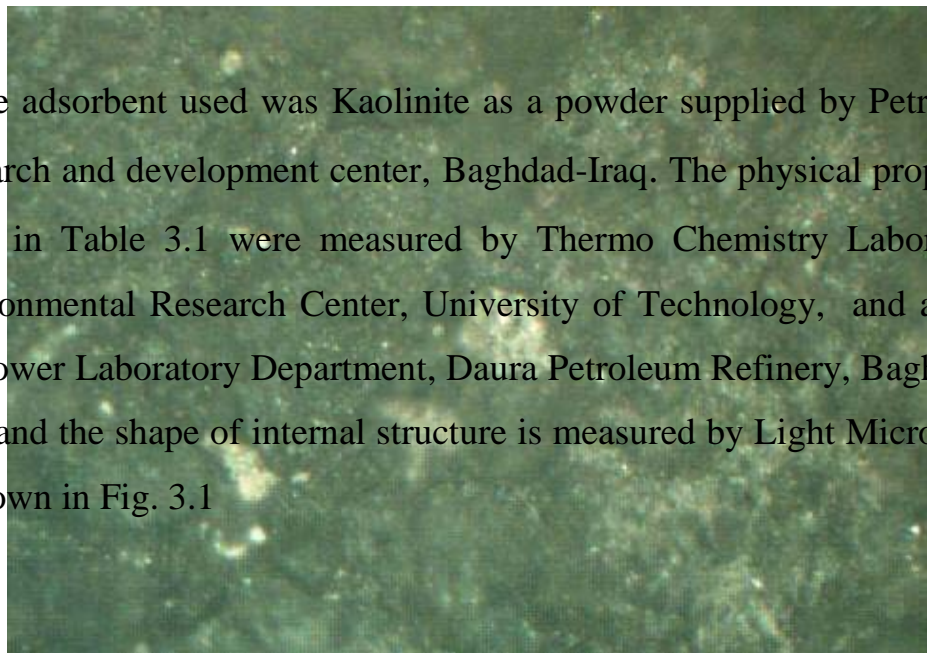 e adsorbent used was Kaolinite as a powder supplied by Petr
arch and development center, Baghdad-Iraq. The physical prop
in Table 3.1 were measured by Thermo Chemistry Labor
onmental Research Center, University of Technology, and a
ower Laboratory Department, Daura Petroleum Refinery, Bagh
and the shape of internal structure is measured by Light Micro
own in Fig. 3.1